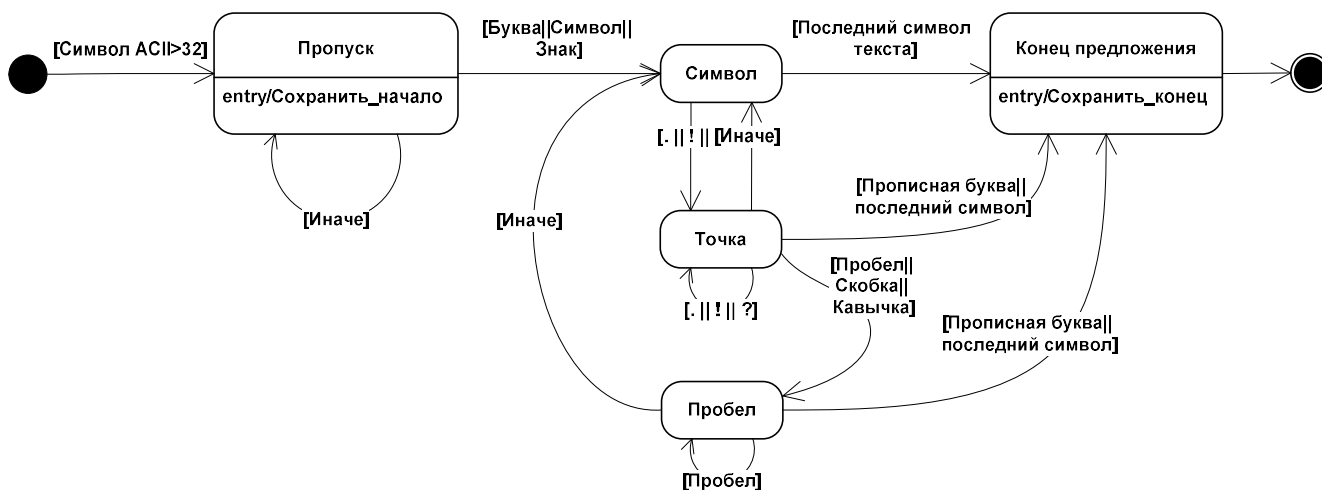 [Символ ACII>32]
Пропуск
entry/Сохранить_начало
[Иначе]
[Буква||Символ||
Знак]
Символ
[Последний символ
текста]
Конец предложения
entry/Сохранить_конец
[. || ! ||
[Иначе]
[Иначе]
Точка
[. || ! || ?]
[Прописная буква||
последний символ]
[Пробел||
Скобка||
Кавычка]
[Прописная буква||
последний символ]
Пробел
[Пробел]